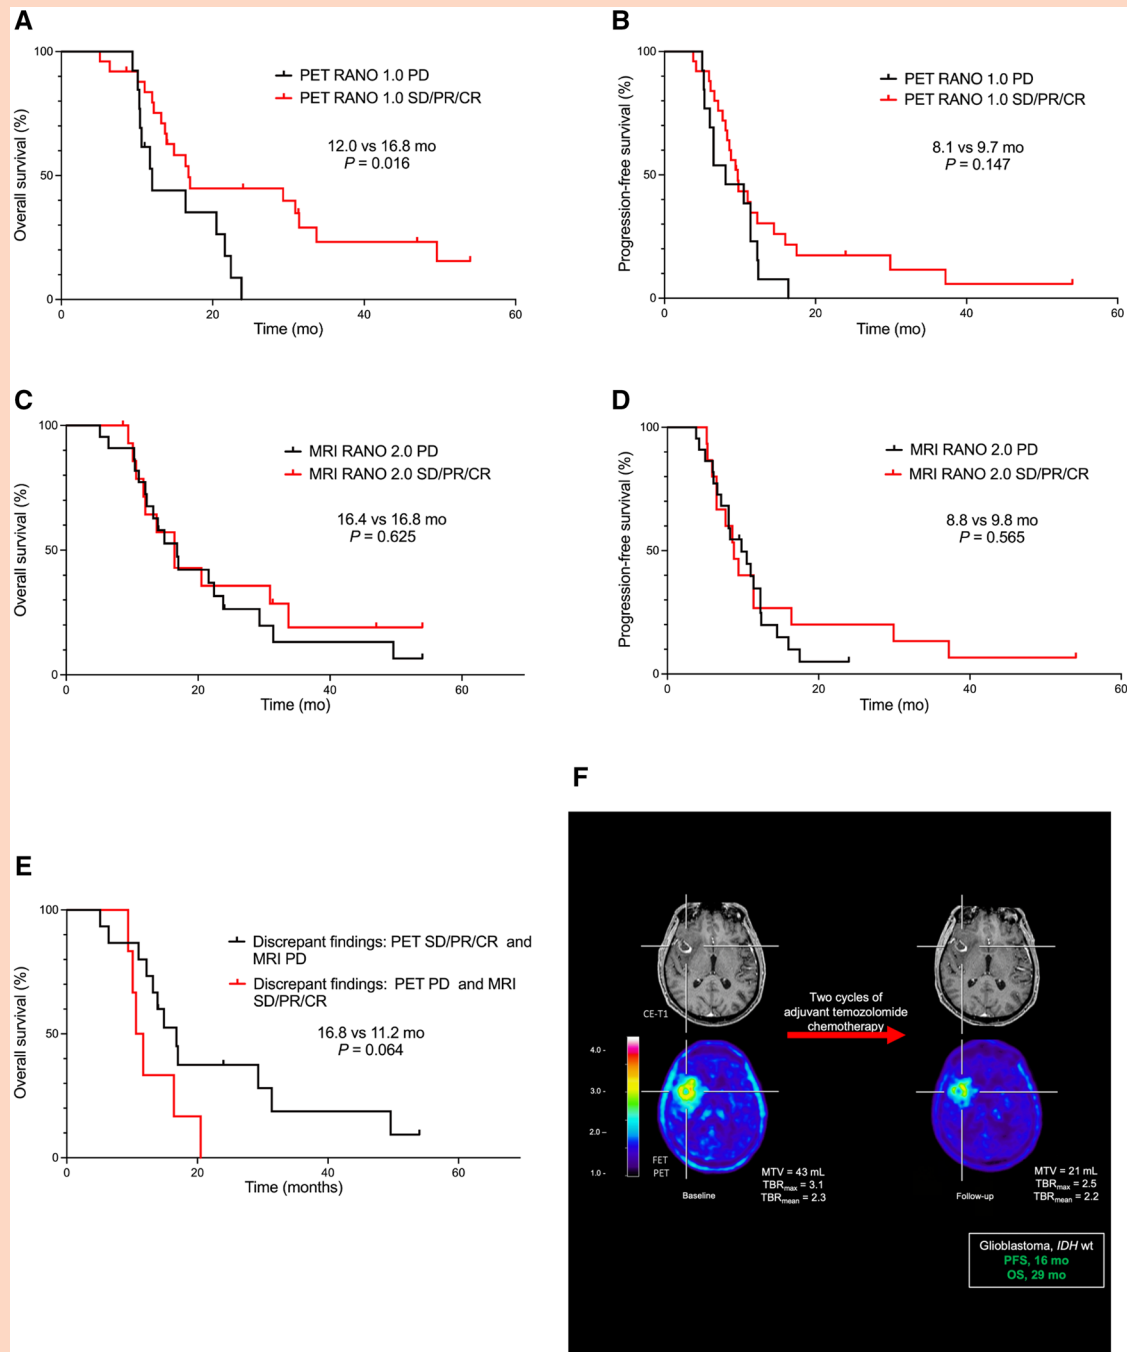 A
Overall survival (%)
100
50
0
0
20
40
60
Time (mo)
PET RANO 1.0 PD
PET RANO 1.0 SD/PR/CR
12.0 vs 16.8 mo
P = 0.016
B
Progression-free survival (%)
100
50
0
0
20
40
60
Time (mo)
PET RANO 1.0 PD
PET RANO 1.0 SD/PR/CR
8.1 vs 9.7 mo
P = 0.147
C
Overall survival (%)
100
50
0
0
20
40
60
Time (mo)
MRI RANO 2.0 PD
MRI RANO 2.0 SD/PR/CR
16.4 vs 16.8 mo
P = 0.625
D
Progression-free survival (%)
100
50
0
0
20
40
60
Time (mo)
MRI RANO 2.0 PD
MRI RANO 2.0 SD/PR/CR
8.8 vs 9.8 mo
P = 0.565
E
Overall survival (%)
100
50
0
0
20
40
60
Time (months)
Discrepant findings: PET SD/PR/CR and
MRI PD
Discrepant findings: PET PD and MRI
SD/PR/CR
16.8 vs 11.2 mo
P = 0.064
F
CE-T1
Two cycles of
adjuvant temozolomide
chemotherapy
4.0 -
3.0 -
2.0 -
1.0 -
FET
PET
MTV = 43 mL
TBRmax = 3.1
TBRmean = 2.3
Baseline
MTV = 21 mL
TBRmax = 2.5
TBRmean = 2.2
Follow-up
Glioblastoma, IDH wt
PFS, 16 mo
OS, 29 mo